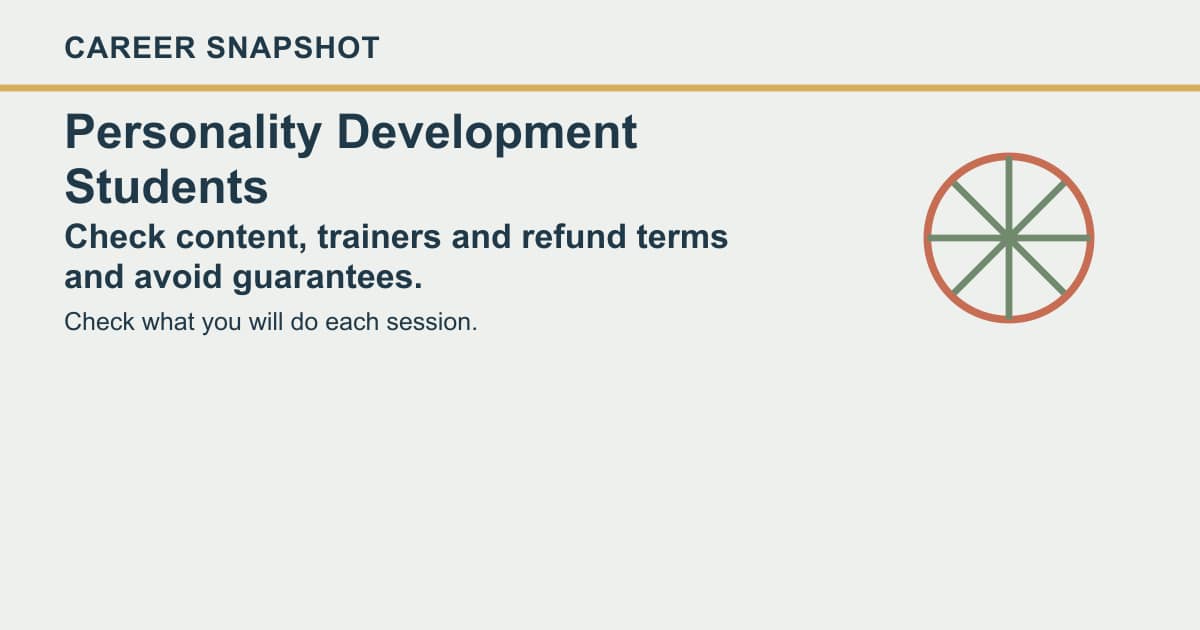 CAREER SNAPSHOT
Personality Development
Students
Check content, trainers and refund terms
and avoid guarantees.
Check what you will do each session.